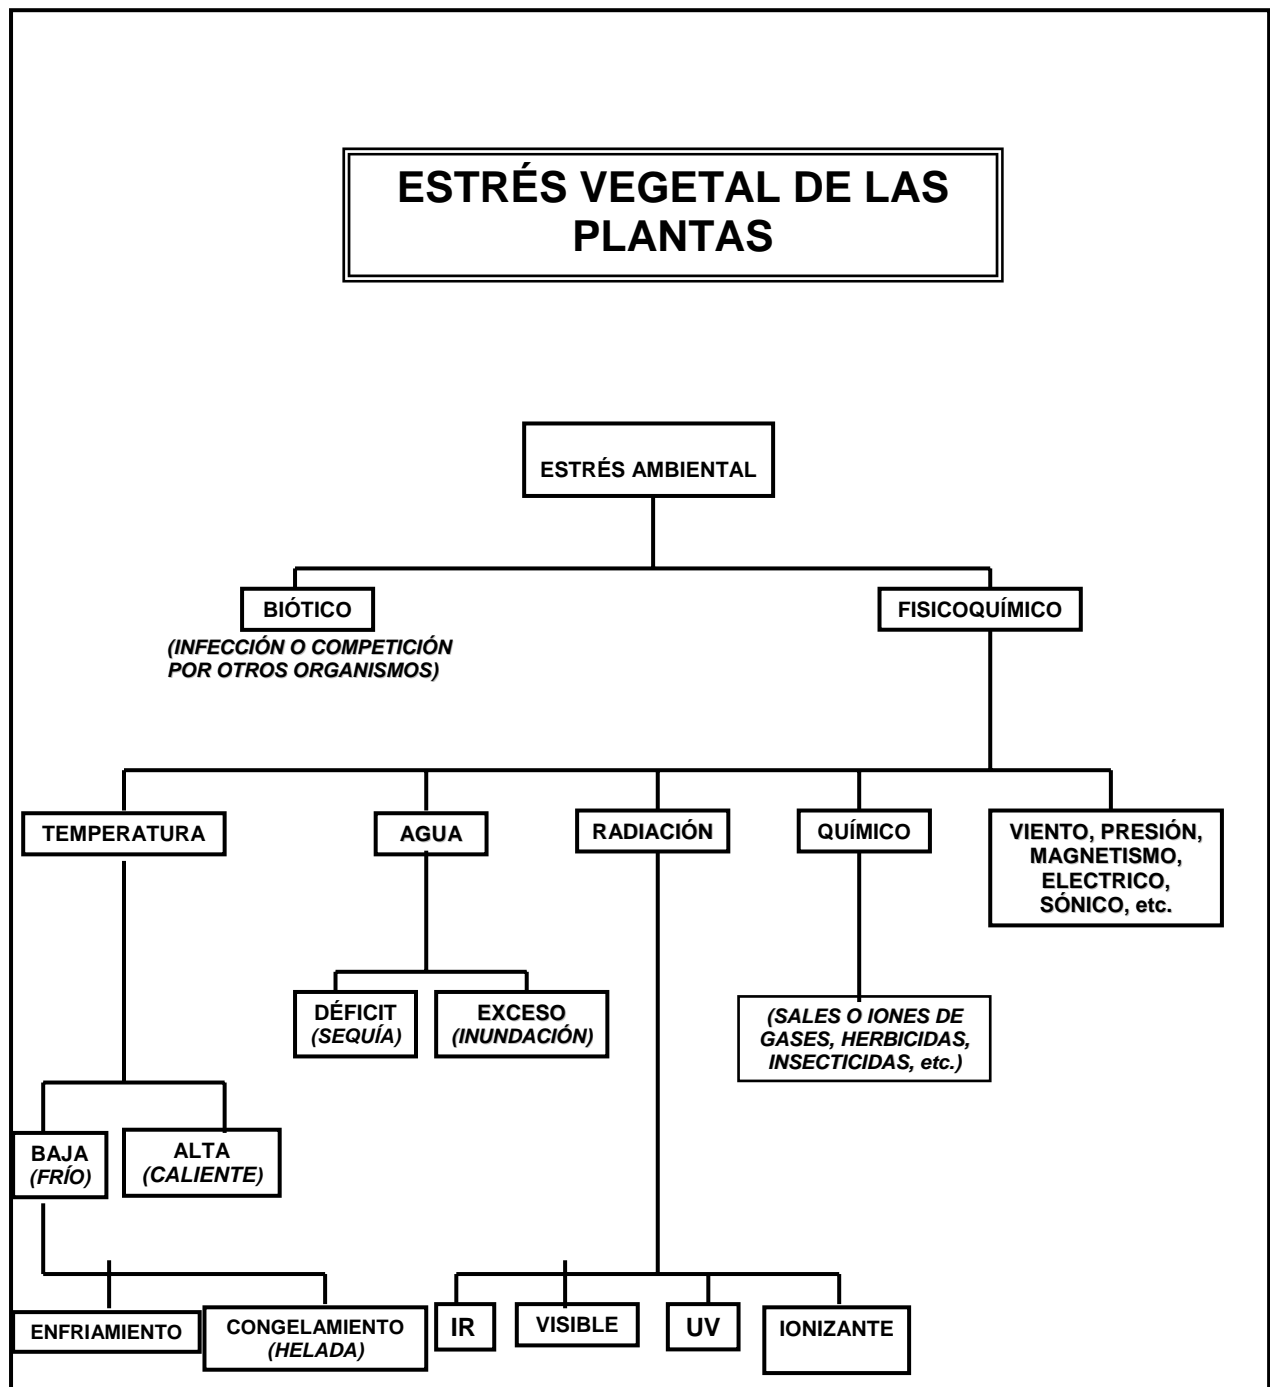 ESTRÉS VEGETAL DE LAS
PLANTAS
ESTRÉS AMBIENTAL
BIÓTICO
(INFECCIÓN O COMPETICIÓN
POR OTROS ORGANISMOS)
FISICOQUÍMICO
TEMPERATURA
AGUA
RADIACIÓN
QUÍMICO
VIENTO, PRESIÓN,
MAGNETISMO,
ELECTRICO,
SÓNICO, etc.
DÉFICIT
(SEQUÍA)
EXCESO
(INUNDACIÓN)
(SALES O IONES DE
GASES, HERBICIDAS,
INSECTICIDAS, etc.)
BAJA
(FRÍO)
ALTA
(CALIENTE)
ENFRIAMIENTO
CONGELAMIENTO
(HELADA)
IR
VISIBLE
UV
IONIZANTE